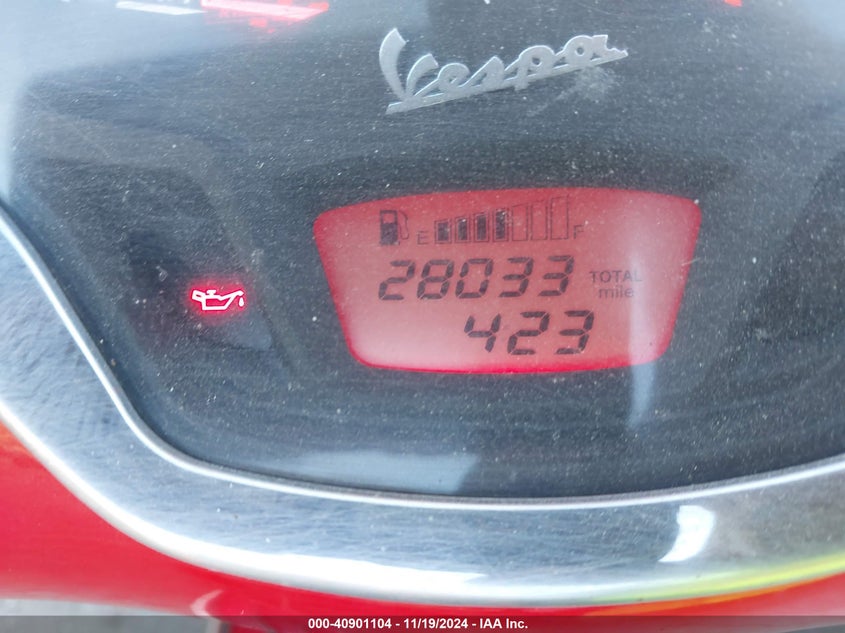 Vespa
E F
28033 TOTAL
mile
423
000-40901104 - 11/19/2024 - IAA Inc.